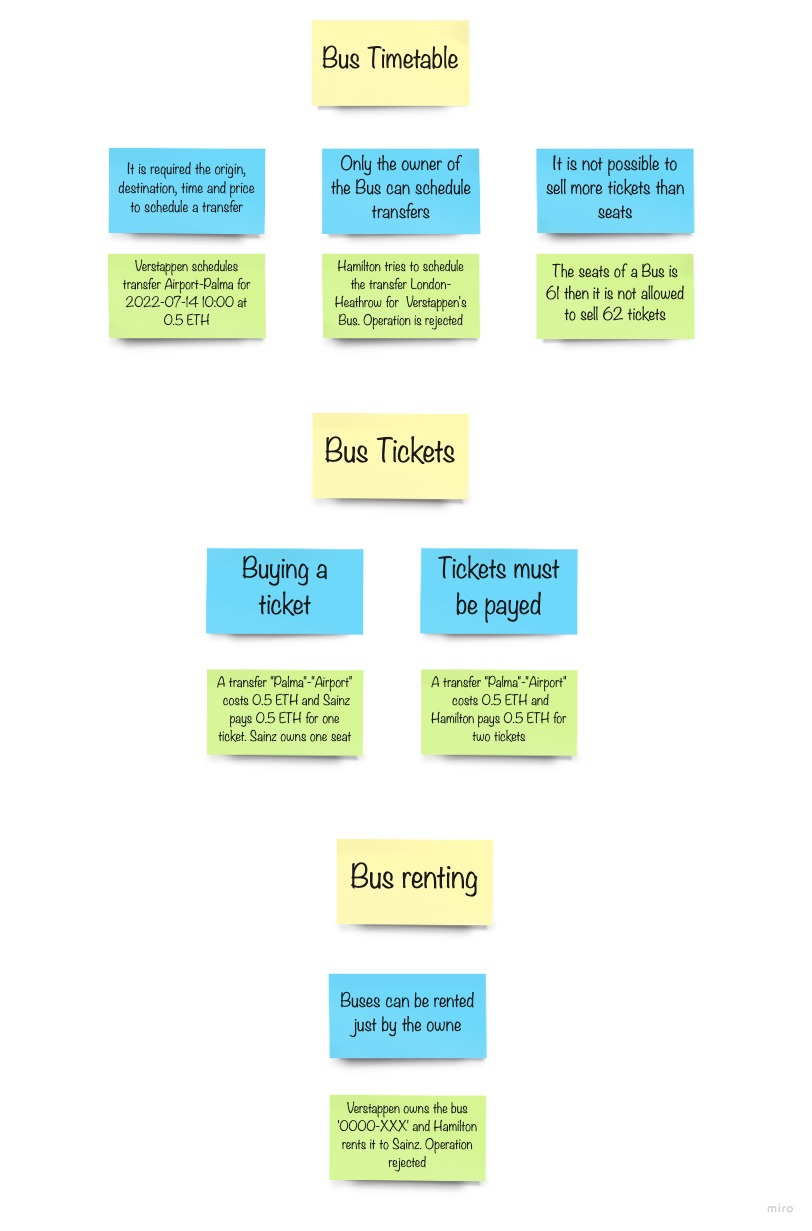 Bus Timetable
It is required the origin,
destination, time and price
to schedule a transfer
Only the owner of
the Bus can schedule
transfers
It is not possible to
sell more tickets than
seats
Verstappen schedules
transfer Airport-Palma for
2022-07-14 10:00 at
0.5 ETH
Hamilton tries to schedule
the transfer London-
Heathrow for Verstappen's
Bus. Operation is rejected
The seats of a Bus is
61 then it is not allowed
to sell 62 tickets
Bus Tickets
Buying a
ticket
Tickets must
be payed
A transfer "Palma"-"Airport"
costs 0.5 ETH and Sainz
pays 0.5 ETH for one
ticket. Sainz owns one seat
A transfer "Palma"-"Airport"
costs 0.5 ETH and
Hamilton pays 0.5 ETH for
two tickets
Bus renting
Buses can be rented
just by the owne
Verstappen owns the bus
'0000-XXX' and Hamilton
rents it to Sainz. Operation
rejected
miro